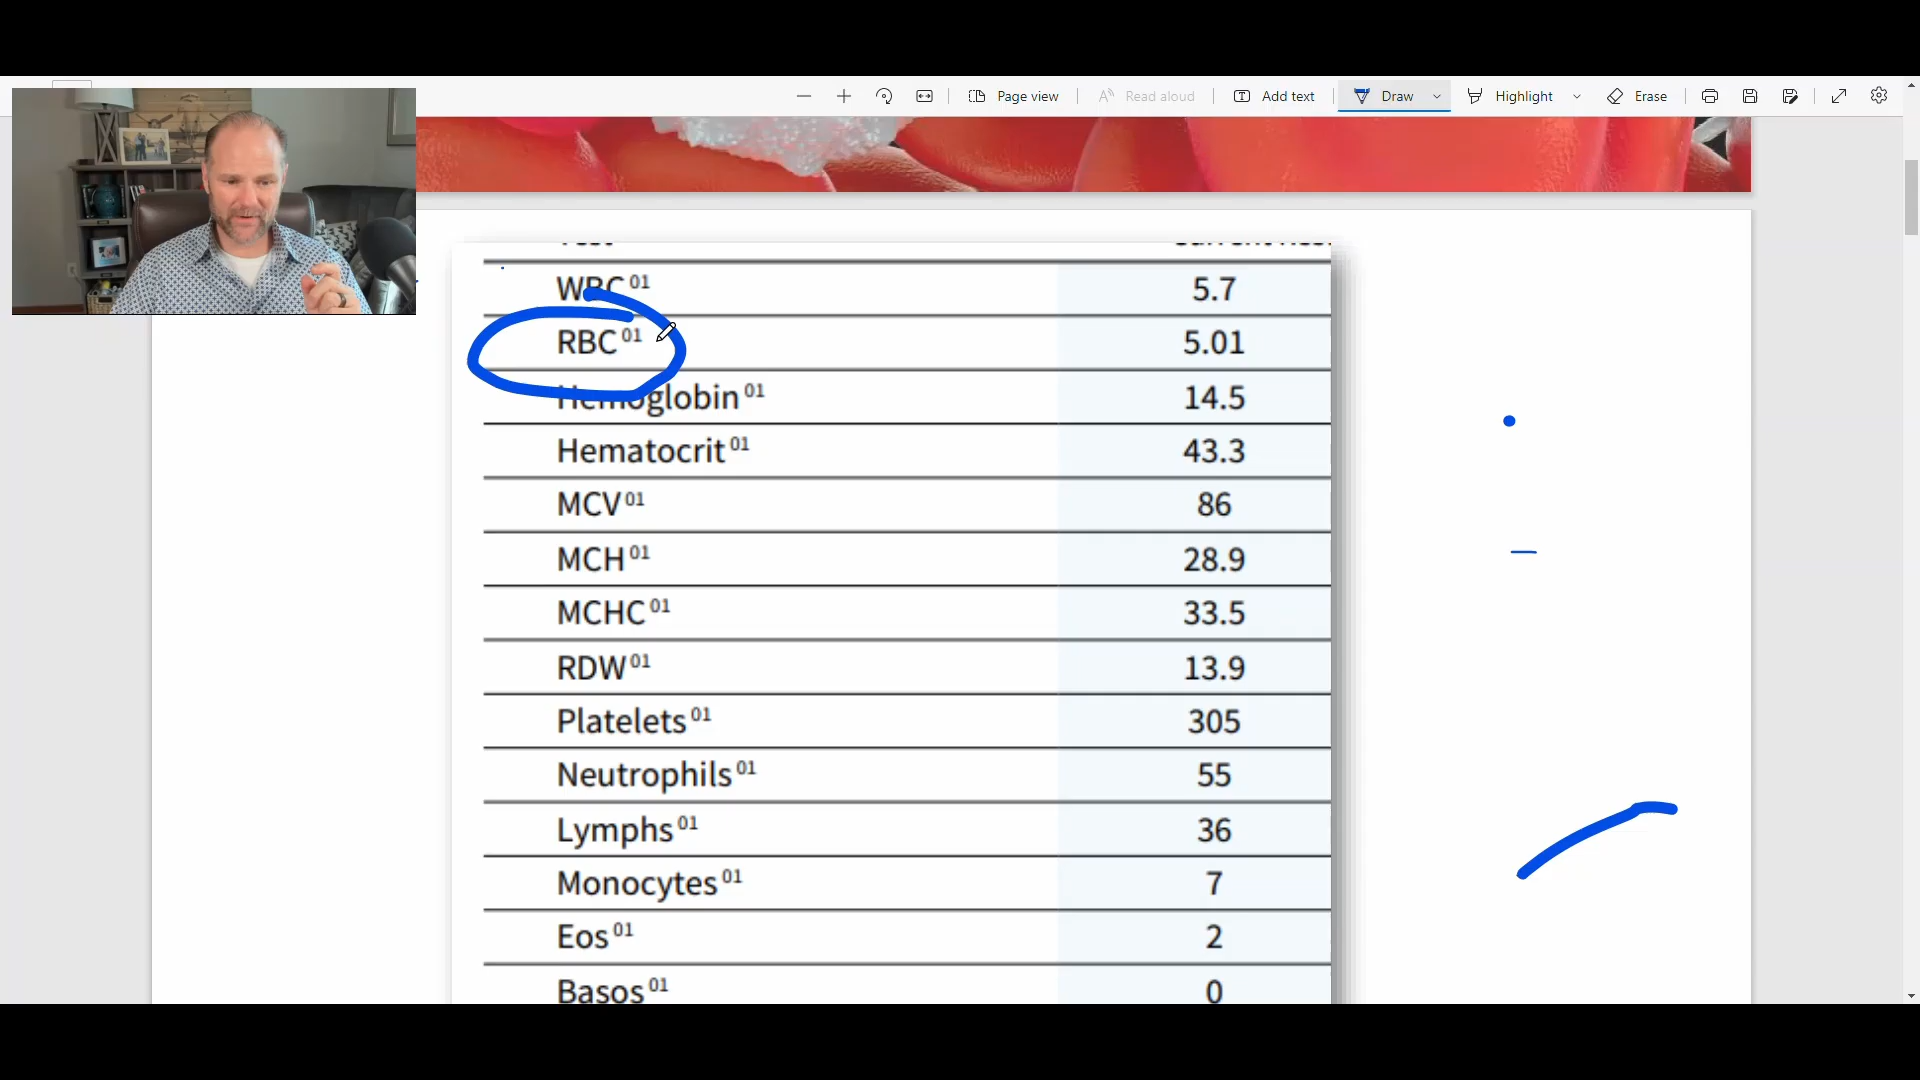 Page view Read aloud Add text Draw Highlight Erase
WBC 01 5.7
RBC 01 5.01
Hemoglobin 01 14.5
Hematocrit 01 43.3
MCV 01 86
MCH 01 28.9
MCHC 01 33.5
RDW 01 13.9
Platelets 01 305
Neutrophils 01 55
Lymphs 01 36
Monocytes 01 7
Eos 01 2
Basos 01 0